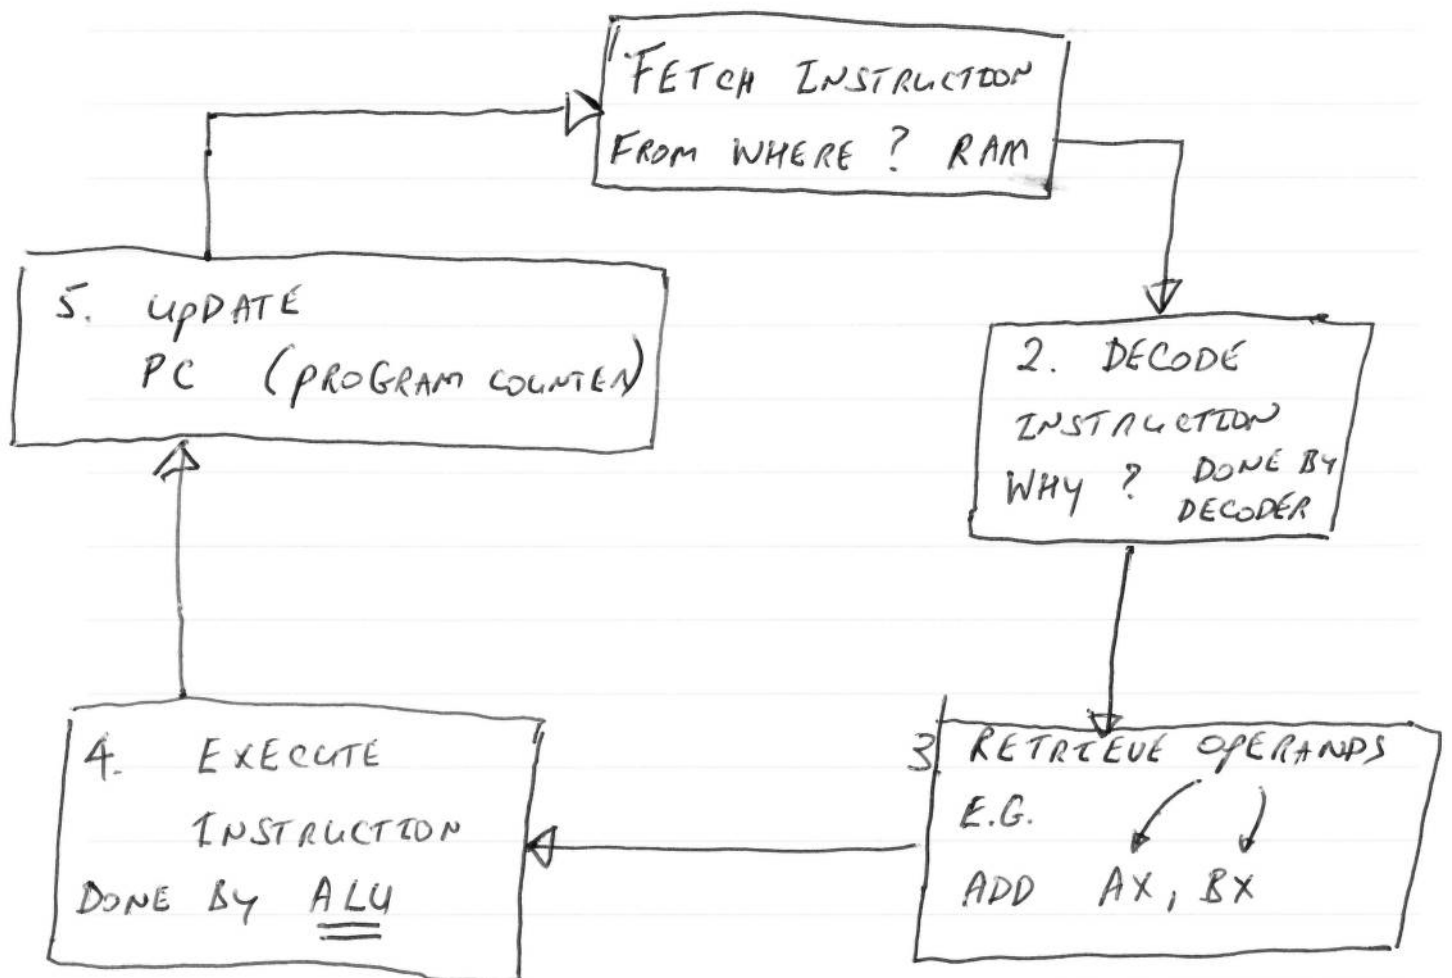 FETCH INSTRUCTION
FROM WHERE ? RAM
2. DECODE
INSTRUCTION
WHY ? DONE BY
DECODER
3. RETRIEVE OPERANDS
E.G.
ADD AX, BX
4. EXECUTE
INSTRUCTION
DONE BY ALU
5. UPDATE
PC (PROGRAM COUNTER)